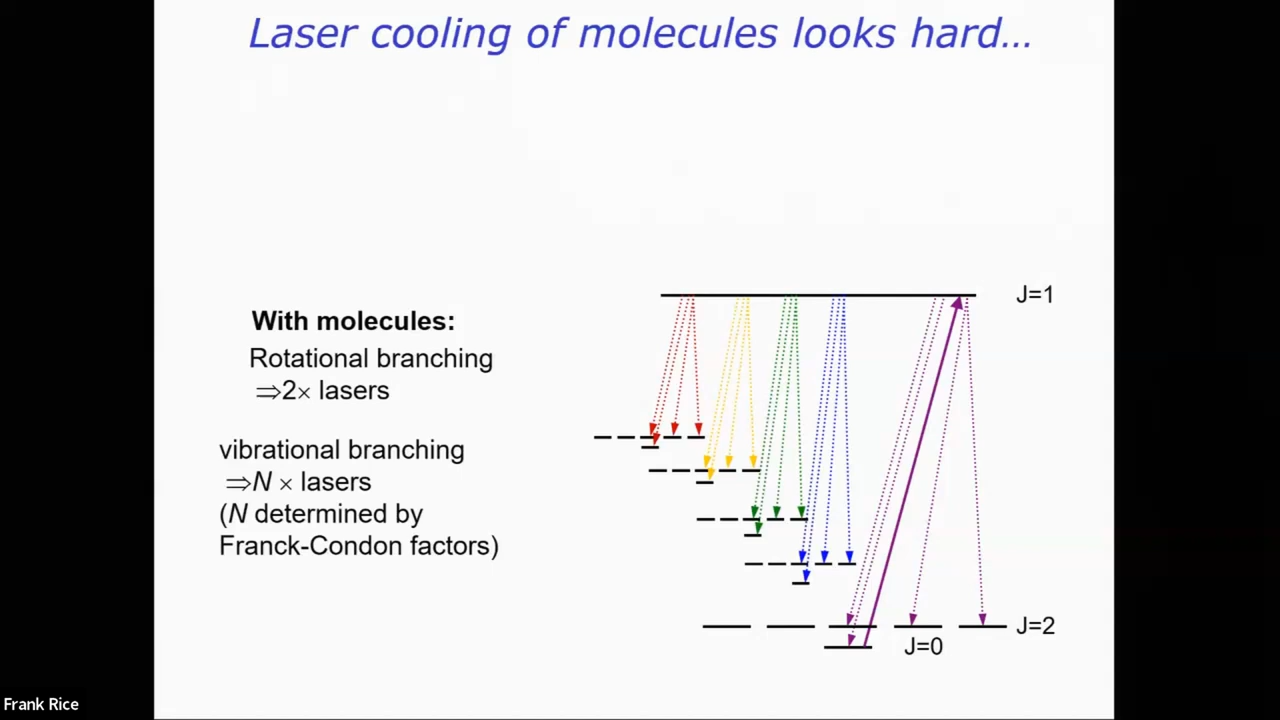 Laser cooling of molecules looks hard…
J=1
With molecules:
Rotational branching
⇒2× lasers
vibrational branching
⇒N × lasers
(N determined by
Franck-Condon factors)
J=2
J=0
Frank Rice